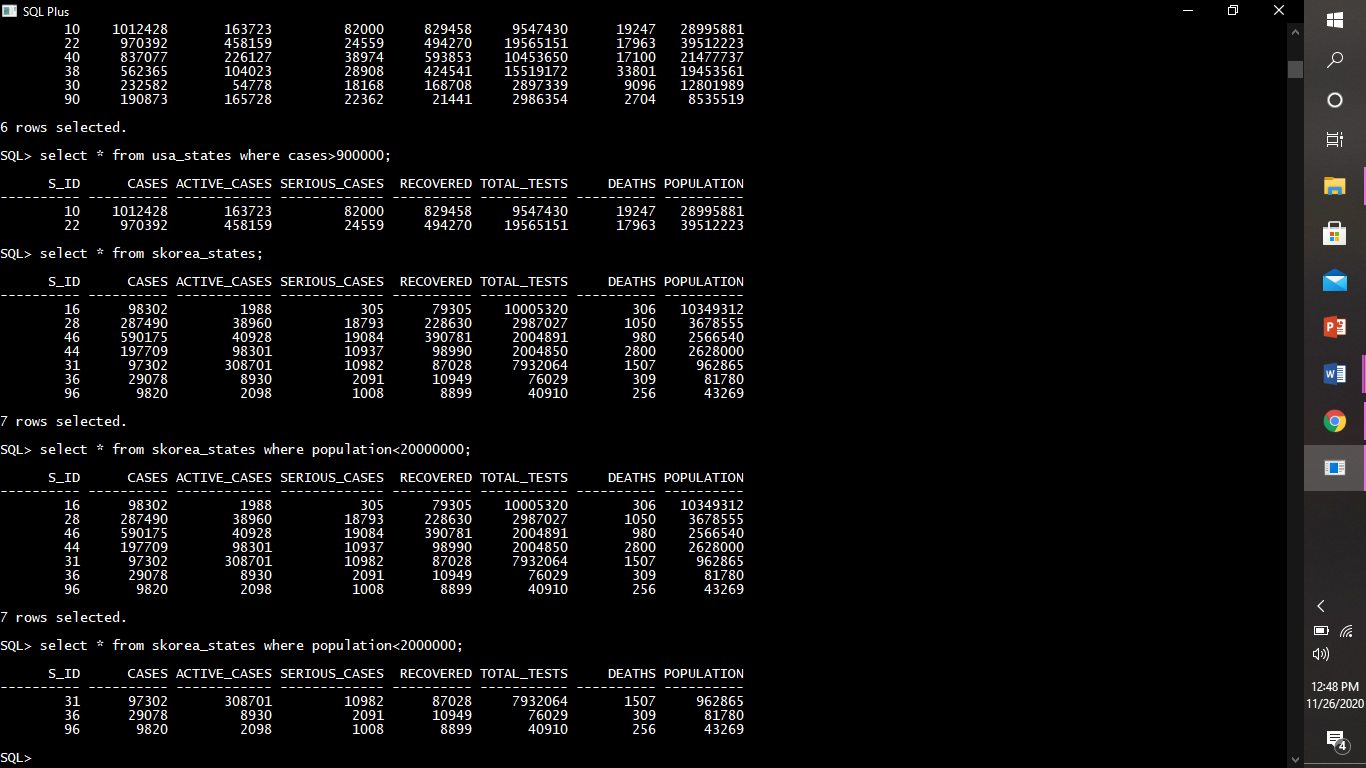 SQL Plus
10 1012428 163723 82000 829458 9547430 19247 28995881
22 970392 458159 24559 494270 19565151 17963 39512223
40 837077 226127 38974 593853 10453650 17100 21477737
38 562365 104023 28908 424541 15519172 33801 19453561
30 232582 54778 18168 168708 2897339 9096 12801989
90 190873 165728 22362 21441 2986354 2704 8535519
6 rows selected.
SQL> select * from usa_states where cases>900000;
S_ID CASES ACTIVE_CASES SERIOUS_CASES RECOVERED TOTAL_TESTS DEATHS POPULATION
---------- ---------- ------------ ------------- ---------- ----------- ---------- ----------
10 1012428 163723 82000 829458 9547430 19247 28995881
22 970392 458159 24559 494270 19565151 17963 39512223
SQL> select * from skorea_states;
S_ID CASES ACTIVE_CASES SERIOUS_CASES RECOVERED TOTAL_TESTS DEATHS POPULATION
---------- ---------- ------------ ------------- ---------- ----------- ---------- ----------
16 98302 1988 305 79305 10005320 306 10349312
28 287490 38960 18793 228630 2987027 1050 3678555
46 590175 40928 19084 390781 2004891 980 2566540
44 197709 98301 10937 98990 2004850 2800 2628000
31 97302 308701 10982 87028 7932064 1507 962865
36 29078 8930 2091 10949 76029 309 81780
96 9820 2098 1008 8899 40910 256 43269
7 rows selected.
SQL> select * from skorea_states where population<20000000;
S_ID CASES ACTIVE_CASES SERIOUS_CASES RECOVERED TOTAL_TESTS DEATHS POPULATION
---------- ---------- ------------ ------------- ---------- ----------- ---------- ----------
16 98302 1988 305 79305 10005320 306 10349312
28 287490 38960 18793 228630 2987027 1050 3678555
46 590175 40928 19084 390781 2004891 980 2566540
44 197709 98301 10937 98990 2004850 2800 2628000
31 97302 308701 10982 87028 7932064 1507 962865
36 29078 8930 2091 10949 76029 309 81780
96 9820 2098 1008 8899 40910 256 43269
7 rows selected.
SQL> select * from skorea_states where population<2000000;
S_ID CASES ACTIVE_CASES SERIOUS_CASES RECOVERED TOTAL_TESTS DEATHS POPULATION
---------- ---------- ------------ ------------- ---------- ----------- ---------- ----------
31 97302 308701 10982 87028 7932064 1507 962865
36 29078 8930 2091 10949 76029 309 81780
96 9820 2098 1008 8899 40910 256 43269
SQL>
P
W
12:48 PM
11/26/2020
4